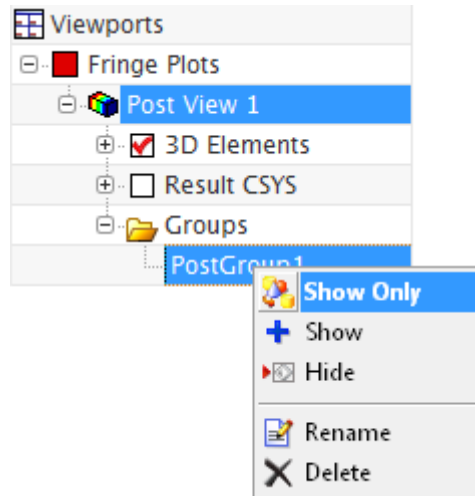 Viewports
Fringe Plots
Post View 1
3D Elements
Result CSYS
Groups
PostGroup1
Show Only
Show
Hide
Rename
Delete